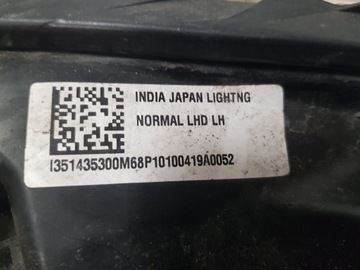 INDIA JAPAN LIGHTNG
NORMAL LHD LH
I351435300M68P10100419A0052